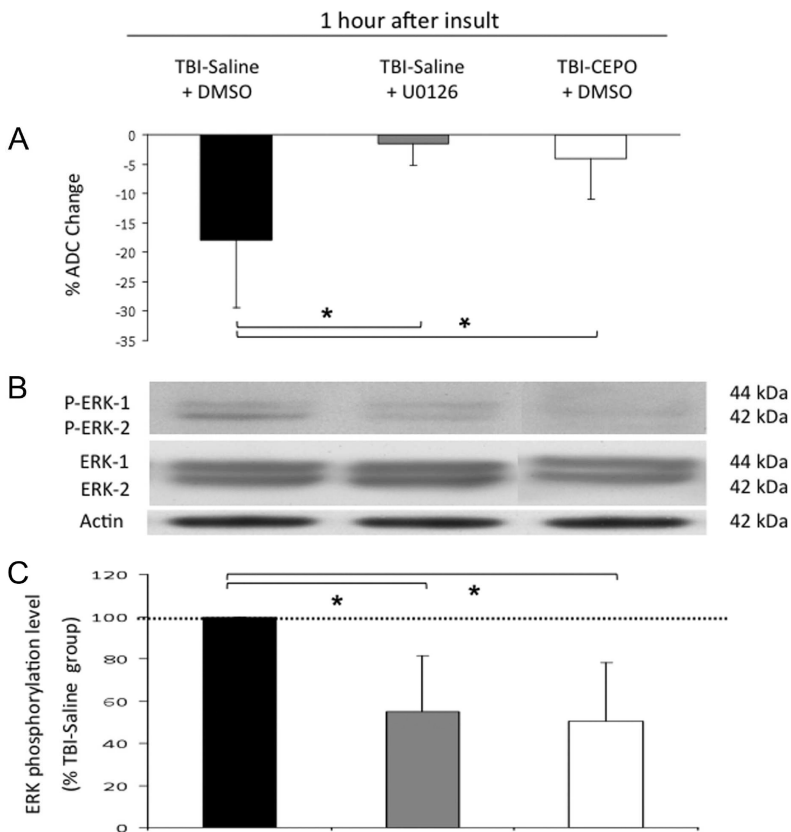 1 hour after insult
TBI-Saline + DMSO
TBI-Saline + U0126
TBI-CEPO + DMSO
A
% ADC Change
0
-5
-10
-15
-20
-25
-30
-35
*
*
B
P-ERK-1
P-ERK-2
44 kDa
42 kDa
ERK-1
ERK-2
44 kDa
42 kDa
Actin
42 kDa
C
ERK phosphorylation level
(% TBI-Saline group)
120
100
80
60
40
20
0
*
*